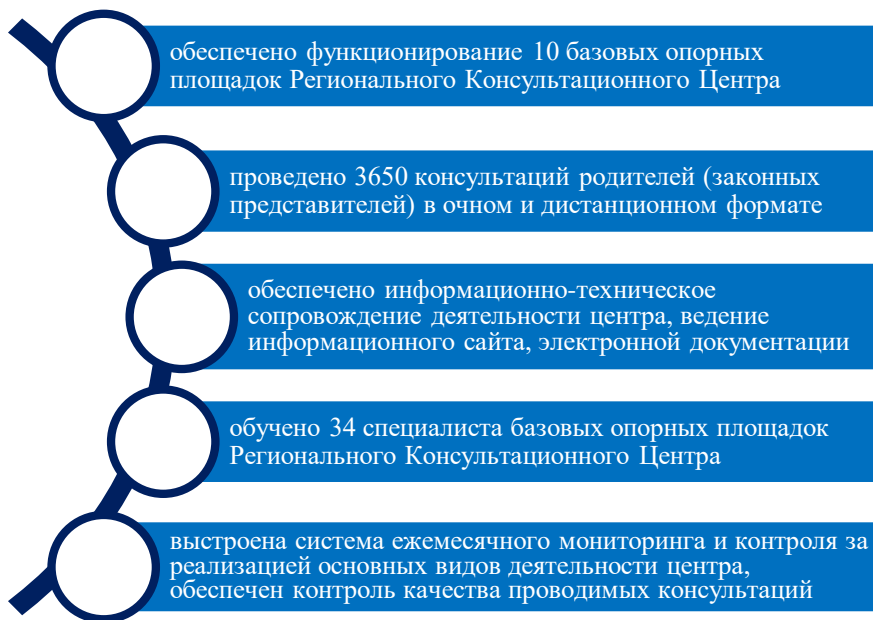 обеспечено функционирование 10 базовых опорных
площадок Регионального Консультационного Центра
проведено 3650 консультаций родителей (законных
представителей) в очном и дистанционном формате
обеспечено информационно-техническое
сопровождение деятельности центра, ведение
информационного сайта, электронной документации
обучено 34 специалиста базовых опорных площадок
Регионального Консультационного Центра
выстроена система ежемесячного мониторинга и контроля за
реализацией основных видов деятельности центра,
обеспечен контроль качества проводимых консультаций